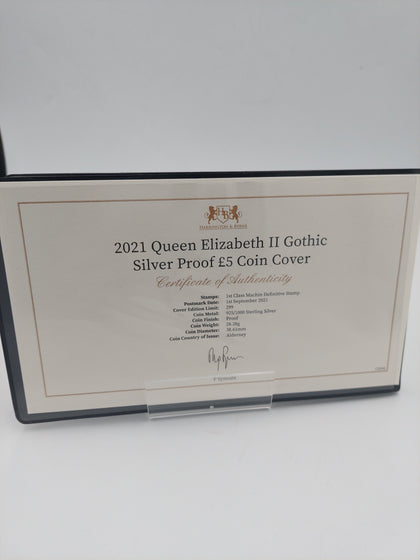 HB
HARRINGTON & BYRNE
2021 Queen Elizabeth II Gothic
Silver Proof £5 Coin Cover
Certificate of Authenticity
Stamps: 1st Class Machin Definitive Stamp
Postmark Date: 1st September 2021
Cover Edition Limit: 299
Coin Metal: 925/1000 Sterling Silver
Coin Finish: Proof
Coin Weight: 28.28g
Coin Diameter: 38.61mm
Coin Country of Issue: Alderney
P Symons